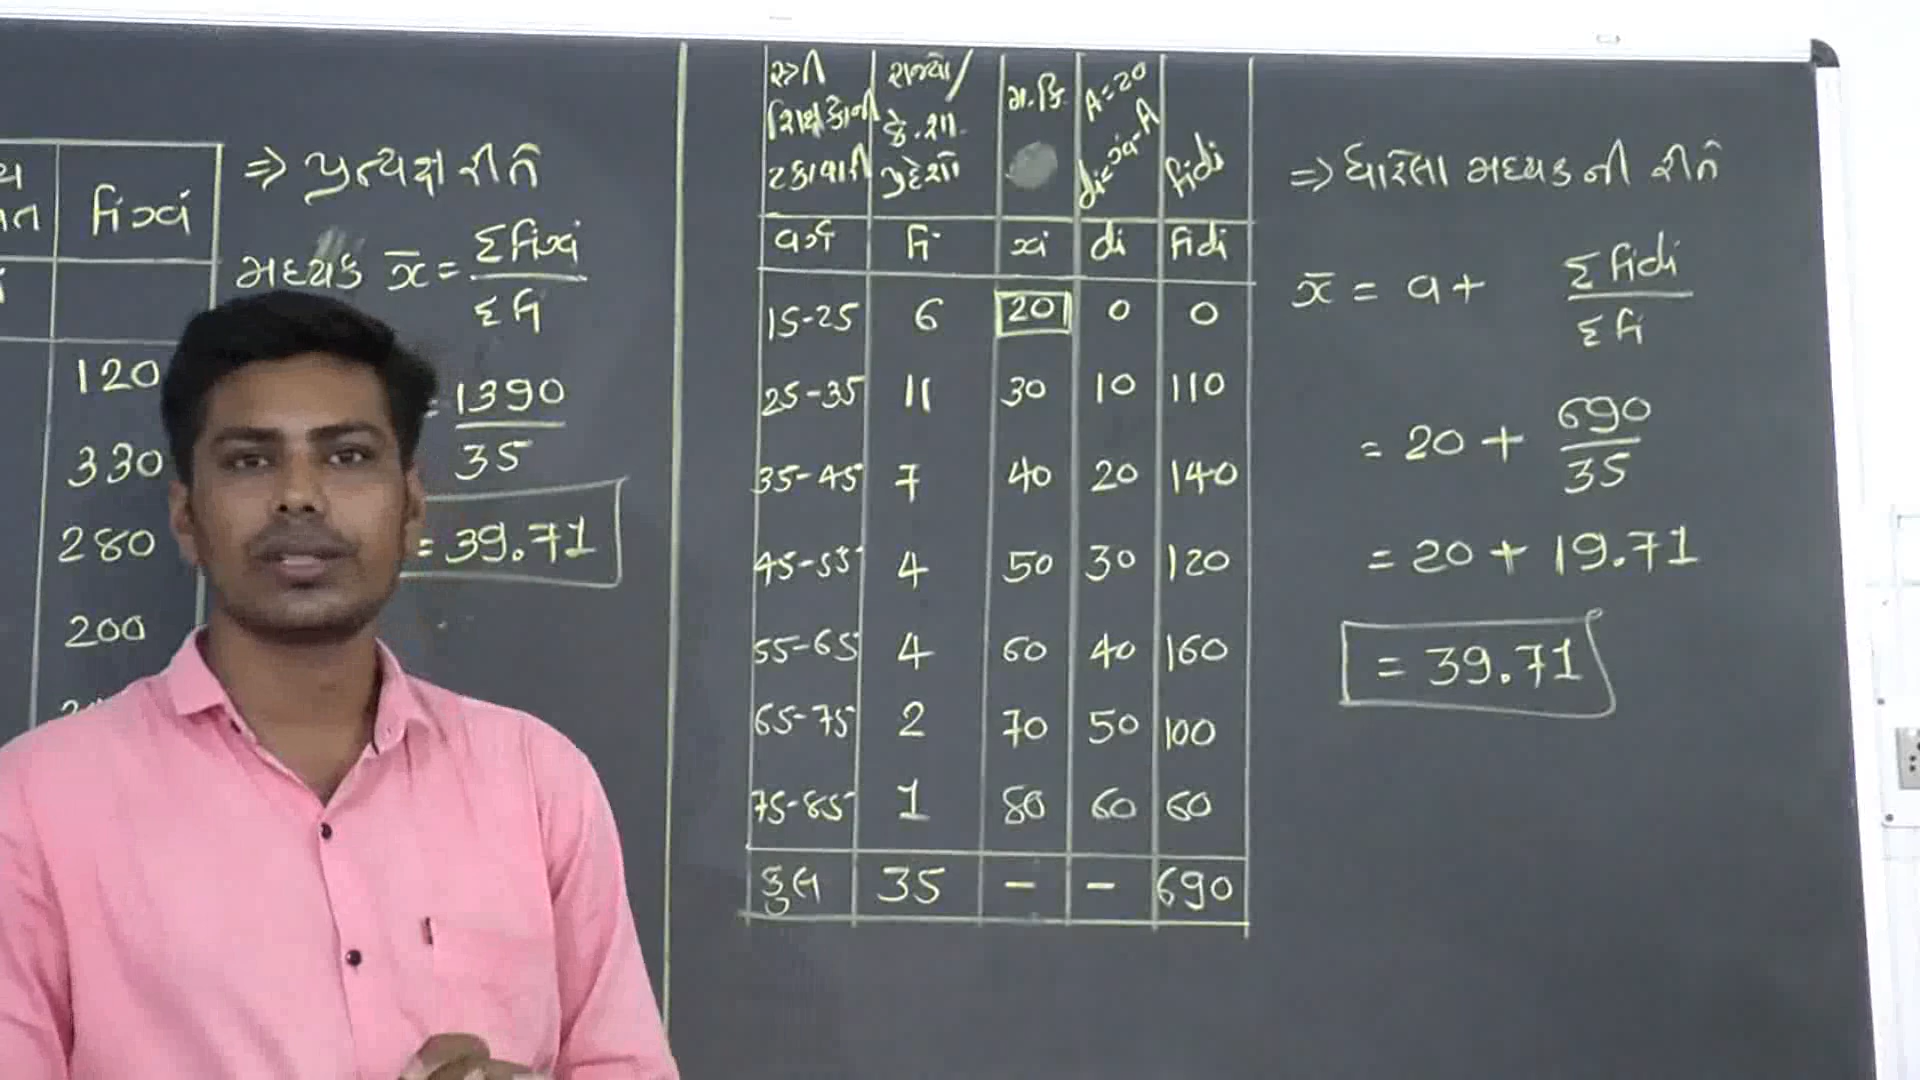 fixi
120
330
280
200
⇒ પ્રત્યક્ષ રીત
મધ્યક x̄ = Σfixi / Σfi
= 1390 / 35
= 39.71
સ્ત્રી શિક્ષકોની ટકાવારી | રાજ્યો/ કે.શા. પ્રદેશો | મ.કિ. | A=20 di=xi-A | fidi
વર્ગ | fi | xi | di | fidi
15-25 | 6 | 20 | 0 | 0
25-35 | 11 | 30 | 10 | 110
35-45 | 7 | 40 | 20 | 140
45-55 | 4 | 50 | 30 | 120
55-65 | 4 | 60 | 40 | 160
65-75 | 2 | 70 | 50 | 100
75-85 | 1 | 80 | 60 | 60
કુલ | 35 | - | - | 690
⇒ ધારેલા મધ્યકની રીત
x̄ = a + Σfidi / Σfi
= 20 + 690 / 35
= 20 + 19.71
= 39.71